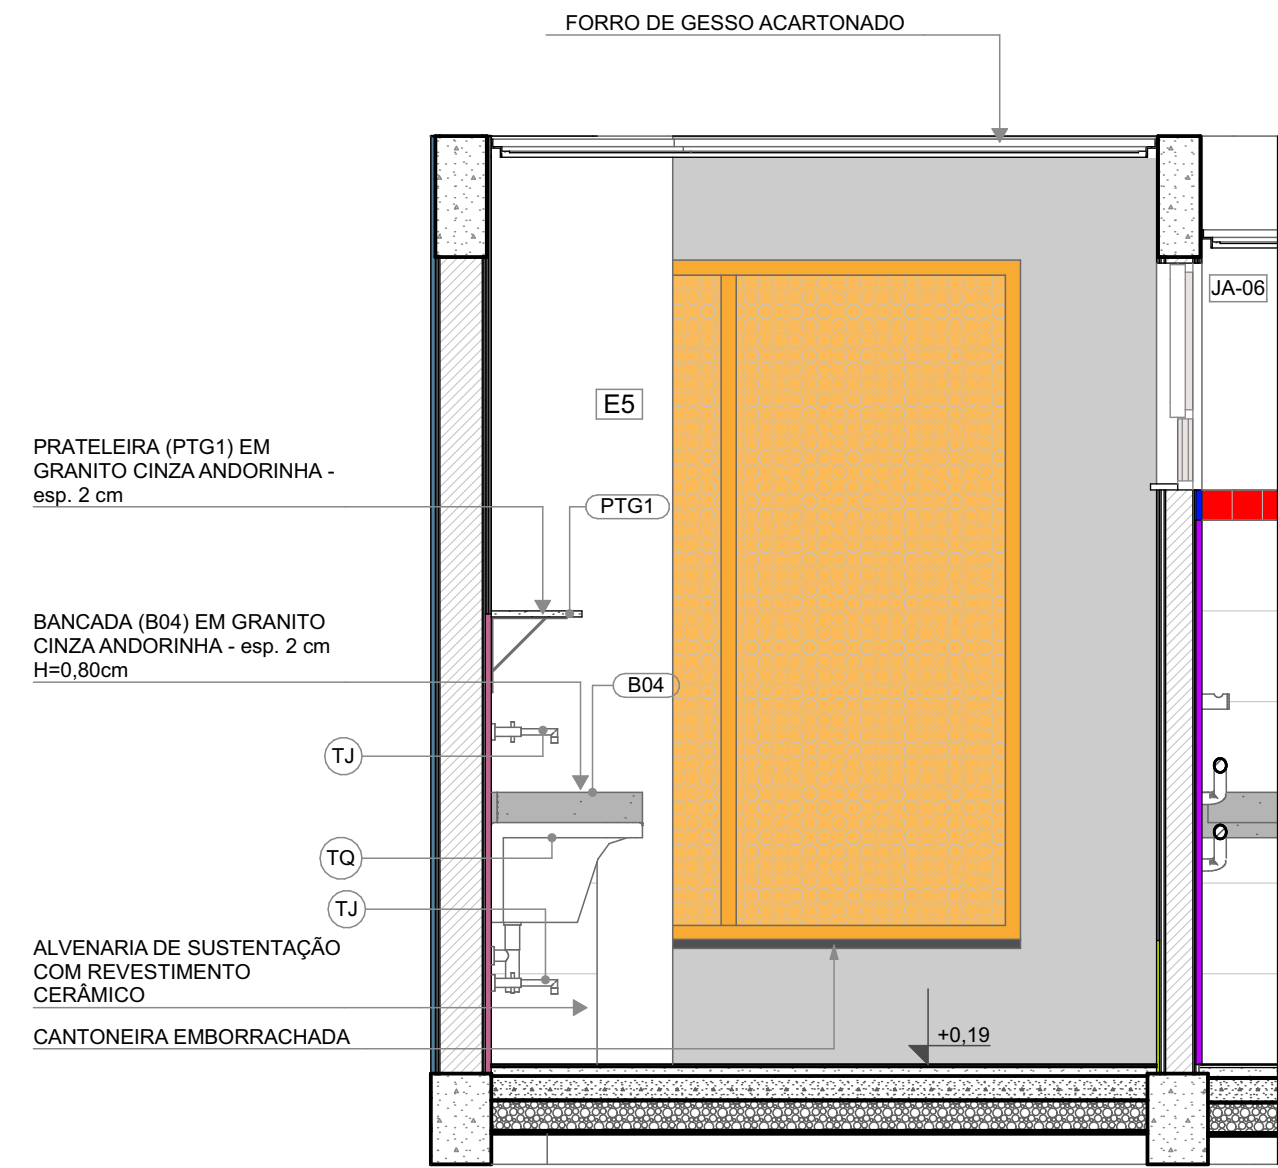 FORRO DE GESSO ACARTONADO
JA-06
E5
PRATELEIRA (PTG1) EM
GRANITO CINZA ANDORINHA -
esp. 2 cm
PTG1
BANCADA (B04) EM GRANITO
CINZA ANDORINHA - esp. 2 cm
H=0,80cm
B04
TJ
TQ
TJ
ALVENARIA DE SUSTENTAÇÃO
COM REVESTIMENTO
CERÂMICO
CANTONEIRA EMBORRACHADA
+0,19